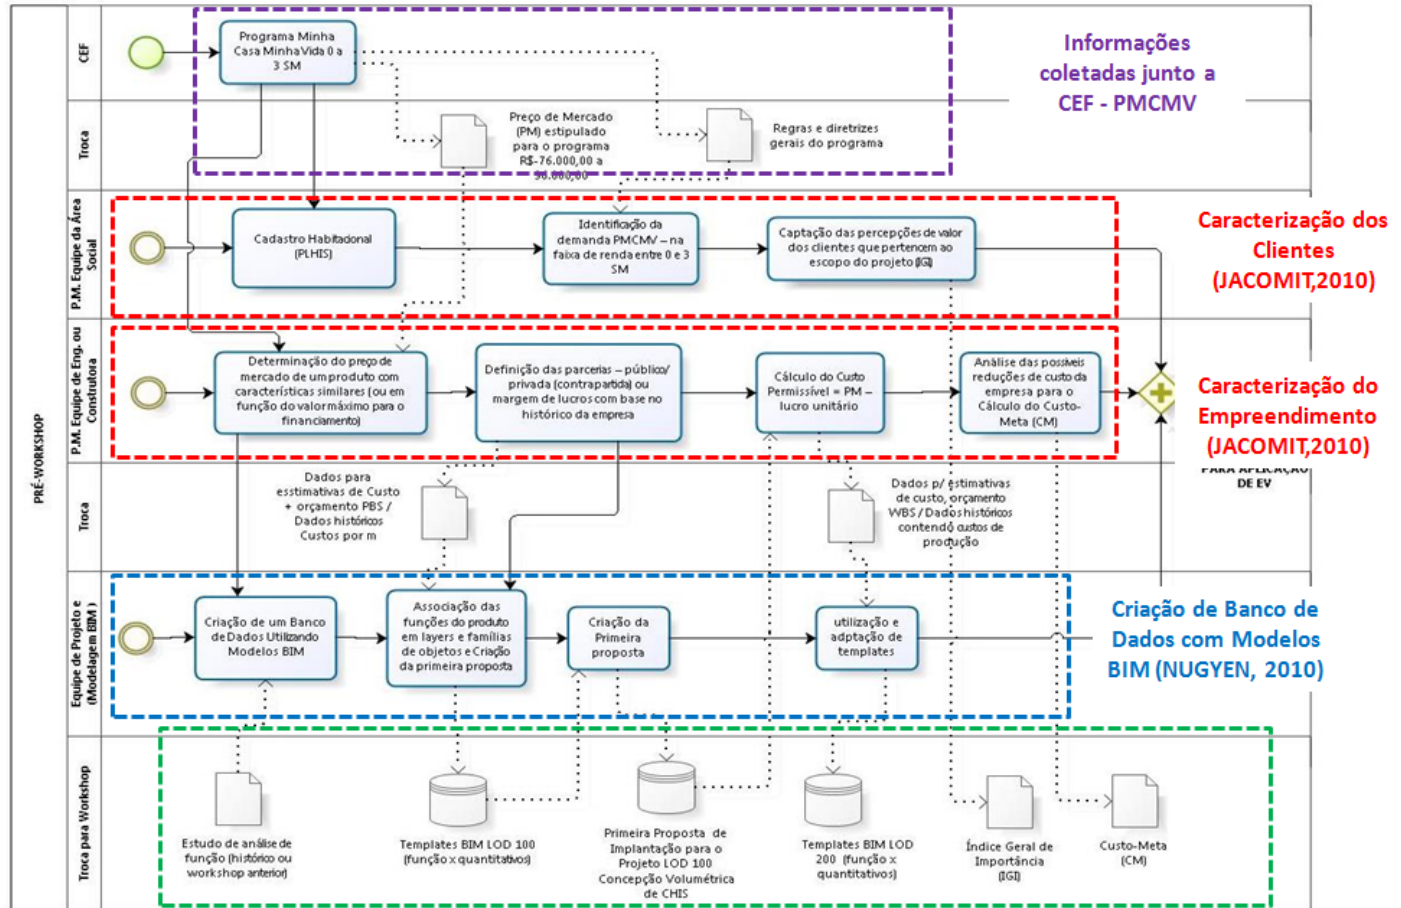 PRÉ-WORKSHOP
CEF
Programa Minha
Casa Minha Vida 0 a
3 SM
Informações
coletadas junto a
CEF - PMCMV
Troca
Preço de Mercado
(PM) estipulado
para o programa
R$-76.000,00 a
96.000,00
Regras e diretrizes
gerais do programa
P.M. Equipe da Área
Social
Cadastro Habitacional
(PLHIS)
Identificação da
demanda PMCMV – na
faixa de renda entre 0 e 3
SM
Captação das percepções de valor
dos clientes que pertencem ao
escopo do projeto (IGI)
Caracterização dos
Clientes
(JACOMIT,2010)
P.M. Equipe de Eng. ou
Construtora
Determinação do preço de
mercado de um produto com
características similares (ou em
função do valor máximo para o
financiamento)
Definição das parcerias – público/
privada (contrapartida) ou
margem de lucros com base no
histórico da empresa
Cálculo do Custo
Permissível = PM –
lucro unitário
Análise das possíveis
reduções de custo da
empresa para o
Cálculo do Custo-
Meta (CM)
Caracterização do
Empreendimento
(JACOMIT,2010)
PARA APLICAÇÃO
DE EV
Troca
Dados para
esstimativas de Custo
+ orçamento PBS /
Dados históricos
Custos por m
Dados p/ estimativas
de custo, orçamento
WBS / Dados históricos
contendo custos de
produção
Equipe de Projeto e
(Modelagem BIM )
Criação de um Banco
de Dados Utilizando
Modelos BIM
Associação das
funções do produto
em layers e famílias
de objetos e Criação
da primeira proposta
Criação da
Primeira
proposta
utilização e
adptação de
templates
Criação de Banco de
Dados com Modelos
BIM (NUGYEN, 2010)
Troca para Workshop
Estudo de análise de
função (histórico ou
workshop anterior)
Templates BIM LOD 100
(função x quantitativos)
Primeira Proposta de
Implantação para o
Projeto LOD 100
Concepção Volumétrica
de CHIS
Templates BIM LOD
200 (função x
quantitativos)
Índice Geral de
Importância
(IGI)
Custo-Meta
(CM)